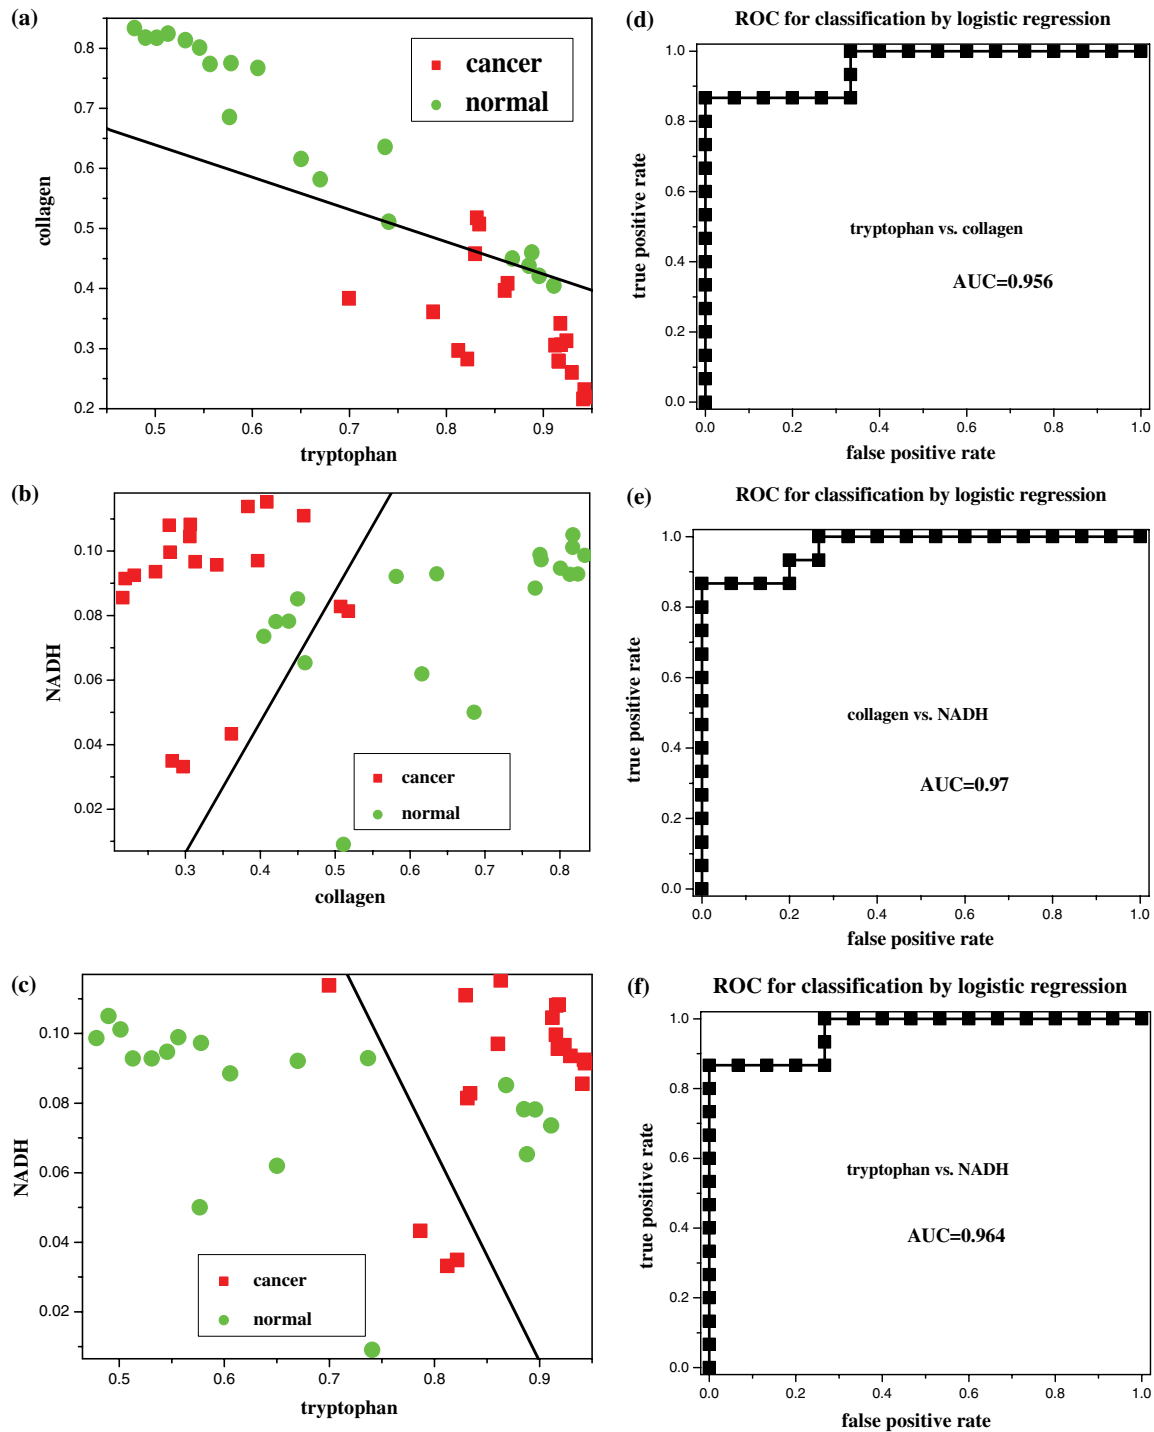 (a)
cancer
normal
0.8
0.7
0.6
0.5
0.4
0.3
0.2
collagen
0.5
0.6
0.7
0.8
0.9
tryptophan
(d)
ROC for classification by logistic regression
1.0
0.8
0.6
0.4
0.2
0.0
true positive rate
tryptophan vs. collagen
AUC=0.956
0.0
0.2
0.4
0.6
0.8
1.0
false positive rate
(b)
0.10
0.08
0.06
0.04
0.02
NADH
cancer
normal
0.3
0.4
0.5
0.6
0.7
0.8
collagen
(e)
ROC for classification by logistic regression
1.0
0.8
0.6
0.4
0.2
0.0
true positive rate
collagen vs. NADH
AUC=0.97
0.0
0.2
0.4
0.6
0.8
1.0
false positive rate
(c)
0.10
0.08
0.06
0.04
0.02
NADH
cancer
normal
0.5
0.6
0.7
0.8
0.9
tryptophan
(f)
ROC for classification by logistic regression
1.0
0.8
0.6
0.4
0.2
0.0
true positive rate
tryptophan vs. NADH
AUC=0.964
0.0
0.2
0.4
0.6
0.8
1.0
false positive rate